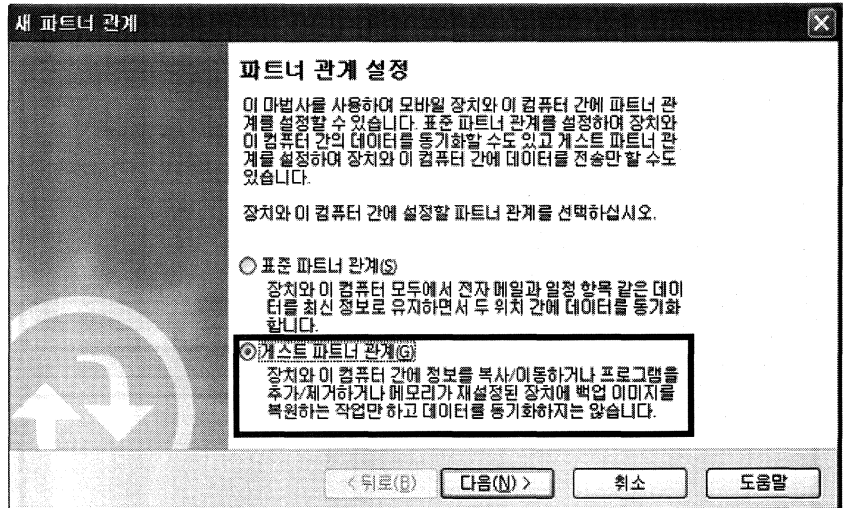 새 파트너 관계
파트너 관계 설정
이 마법사를 사용하여 모바일 장치와 이 컴퓨터 간에 파트너 관
계를 설정할 수 있습니다. 표준 파트너 관계를 설정하여 장치와
이 컴퓨터 간의 데이터를 동기화할 수도 있고 게스트 파트너 관
계를 설정하여 장치와 이 컴퓨터 간에 데이터를 전송만 할 수도
있습니다.
장치와 이 컴퓨터 간에 설정할 파트너 관계를 선택하십시오.
표준 파트너 관계(S)
장치와 이 컴퓨터 모두에서 전자 메일과 일정 항목 같은 데이
터를 최신 정보로 유지하면서 두 위치 간에 데이터를 동기화
합니다.
게스트 파트너 관계(G)
장치와 이 컴퓨터 간에 정보를 복사/이동하거나 프로그램을
추가/제거하거나 메모리가 재설정된 장치에 백업 이미지를
복원하는 작업만 하고 데이터를 동기화하지는 않습니다.
< 뒤로(B) 다음(N) > 취소 도움말